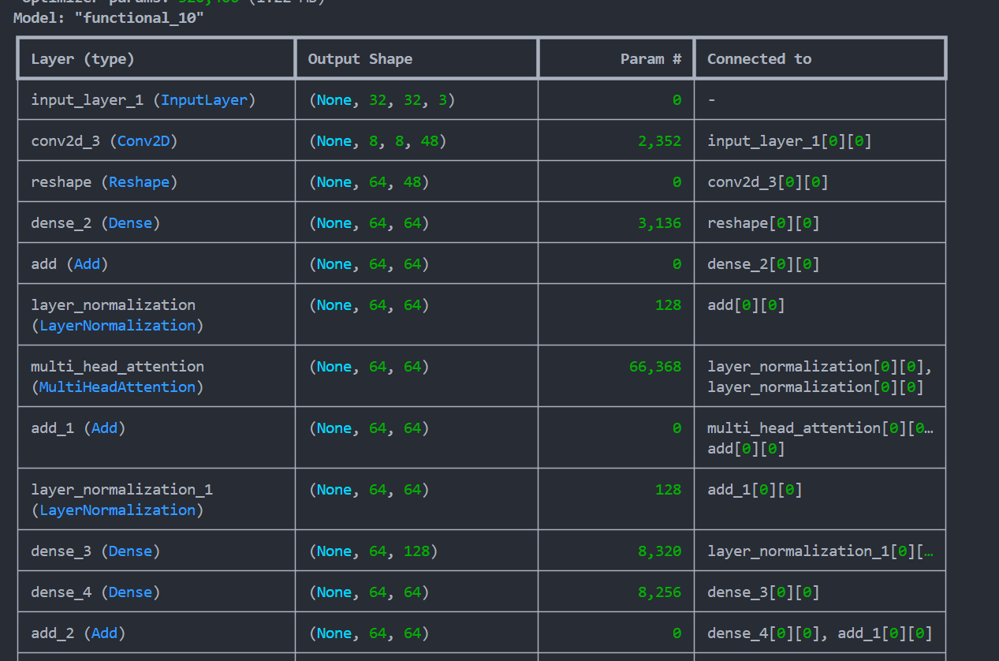 Optimizer params: 320,488 (1.22 MB)
Model: "functional_10"
Layer (type) Output Shape Param # Connected to
input_layer_1 (InputLayer) (None, 32, 32, 3) 0 -
conv2d_3 (Conv2D) (None, 8, 8, 48) 2,352 input_layer_1[0][0]
reshape (Reshape) (None, 64, 48) 0 conv2d_3[0][0]
dense_2 (Dense) (None, 64, 64) 3,136 reshape[0][0]
add (Add) (None, 64, 64) 0 dense_2[0][0]
layer_normalization (None, 64, 64) 128 add[0][0]
(LayerNormalization)
multi_head_attention (None, 64, 64) 66,368 layer_normalization[0][0],
(MultiHeadAttention) layer_normalization[0][0]
add_1 (Add) (None, 64, 64) 0 multi_head_attention[0][0…
add[0][0]
layer_normalization_1 (None, 64, 64) 128 add_1[0][0]
(LayerNormalization)
dense_3 (Dense) (None, 64, 128) 8,320 layer_normalization_1[0][…
dense_4 (Dense) (None, 64, 64) 8,256 dense_3[0][0]
add_2 (Add) (None, 64, 64) 0 dense_4[0][0], add_1[0][0]